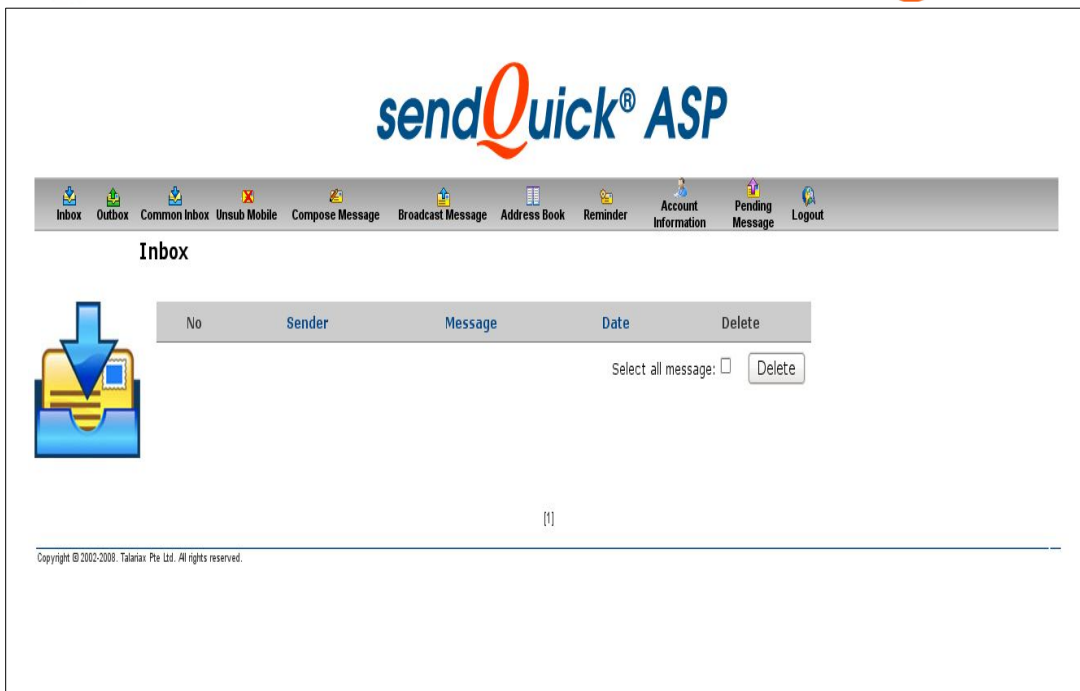 sendQuick® ASP
Inbox Outbox Common Inbox Unsub Mobile Compose Message Broadcast Message Address Book Reminder Account Information Pending Message Logout
Inbox
No Sender Message Date Delete
Select all message: Delete
[1]
Copyright © 2002-2008. Talariax Pte Ltd. All rights reserved.